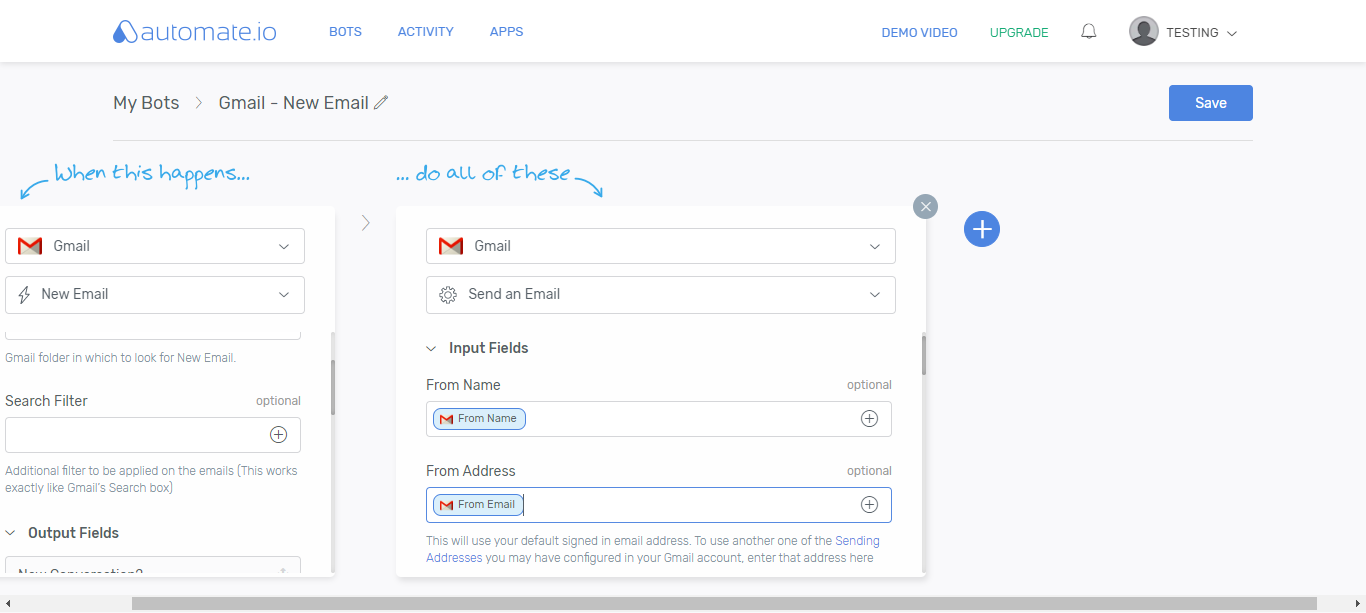 automate.io BOTS ACTIVITY APPS DEMO VIDEO UPGRADE TESTING
My Bots Gmail - New Email Save
When this happens...
... do all of these
Gmail
New Email
Gmail folder in which to look for New Email.
Search Filter optional
Additional filter to be applied on the emails (This works
exactly like Gmail's Search box)
Output Fields
New Conversation?
Gmail
Send an Email
Input Fields
From Name optional
From Name
From Address optional
From Email
This will use your default signed in email address. To use another one of the Sending
Addresses you may have configured in your Gmail account, enter that address here